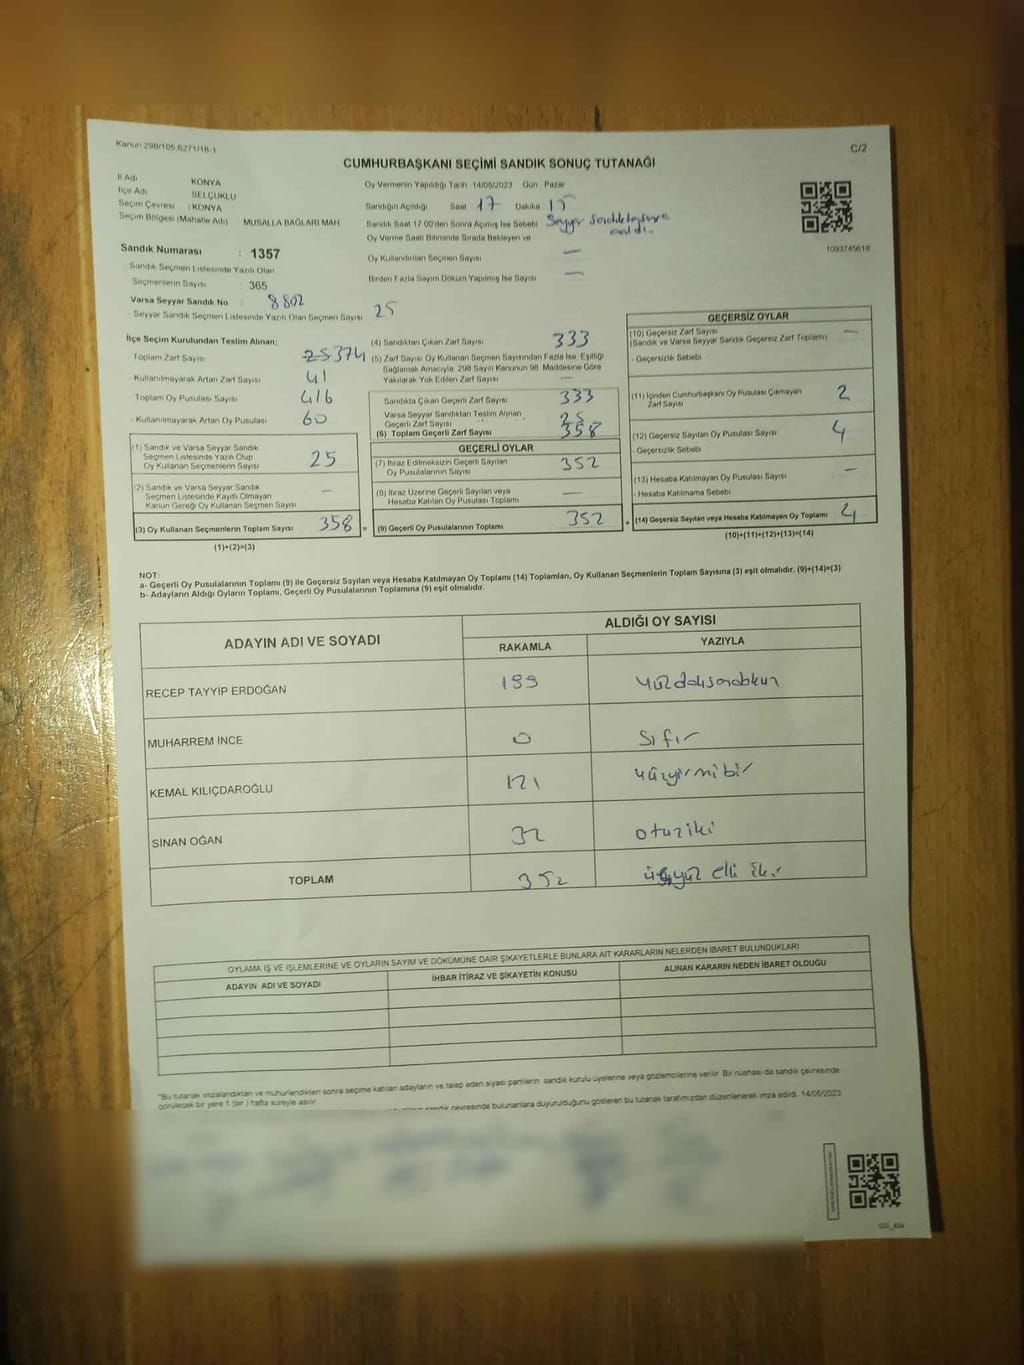 Kanun 298/105,6271/18-1
C/2
CUMHURBAŞKANI SEÇİMİ SANDIK SONUÇ TUTANAĞI
İl Adı KONYA
İlçe Adı SELÇUKLU
Seçim Çevresi : KONYA
Seçim Bölgesi (Mahalle Adı) MUSALLA BAĞLARI MAH
Sandık Numarası : 1357
Sandık Seçmen Listesinde Yazılı Olan
Seçmenlerin Sayısı : 365
Varsa Seyyar Sandık No : 8802
- Seyyar Sandık Seçmen Listesinde Yazılı Olan Seçmen Sayısı 25
Oy Vermenin Yapıldığı Tarih 14/05/2023 Gün Pazar
Sandığın Açıldığı Saat 17 Dakika 15
Sandık Saat 17:00'den Sonra Açılmış İse Sebebi Seyyar
Oy Verme Saati Bitiminde Sırada Bekleyen ve
Oy Kullandırılan Seçmen Sayısı —
Birden Fazla Sayım Döküm Yapılmış İse Sayısı —
1093745618
İlçe Seçim Kurulundan Teslim Alınan;
- Toplam Zarf Sayısı 374
- Kullanılmayarak Artan Zarf Sayısı 41
- Toplam Oy Pusulası Sayısı 416
- Kullanılmayarak Artan Oy Pusulası 60
(1) Sandık ve Varsa Seyyar Sandık
Seçmen Listesinde Yazılı Olup
Oy Kullanan Seçmenlerin Sayısı 25
(2) Sandık ve Varsa Seyyar Sandık
Seçmen Listesinde Kayıtlı Olmayan
Kanun Gereği Oy Kullanan Seçmen Sayısı —
(3) Oy Kullanan Seçmenlerin Toplam Sayısı 358 =
(1)+(2)=(3)
(4) Sandıktan Çıkan Zarf Sayısı 333
(5) Zarf Sayısı Oy Kullanan Seçmen Sayısından Fazla İse, Eşitliği
Sağlamak Amacıyla, 298 Sayılı Kanunun 98. Maddesine Göre
Yakılarak Yok Edilen Zarf Sayısı —
Sandıkta Çıkan Geçerli Zarf Sayısı 333
Varsa Seyyar Sandıktan Teslim Alınan
Geçerli Zarf Sayısı 25
(6) Toplam Geçerli Zarf Sayısı 358
GEÇERLİ OYLAR
(7) İtiraz Edilmeksizin Geçerli Sayılan
Oy Pusulalarının Sayısı 352
(8) İtiraz Üzerine Geçerli Sayılan veya
Hesaba Katılan Oy Pusulası Toplamı —
(9) Geçerli Oy Pusulalarının Toplamı 352 +
GEÇERSİZ OYLAR
(10) Geçersiz Zarf Sayısı
(Sandık ve Varsa Seyyar Sandık Geçersiz Zarf Toplamı) —
- Geçersizlik Sebebi
(11) İçinden Cumhurbaşkanı Oy Pusulası Çıkmayan
Zarf Sayısı 2
(12) Geçersiz Sayılan Oy Pusulası Sayısı 4
- Geçersizlik Sebebi
(13) Hesaba Katılmayan Oy Pusulası Sayısı —
- Hesaba Katılmama Sebebi
(14) Geçersiz Sayılan veya Hesaba Katılmayan Oy Toplamı 4
(10)+(11)+(12)+(13)=(14)
NOT:
a- Geçerli Oy Pusulalarının Toplamı (9) ile Geçersiz Sayılan veya Hesaba Katılmayan Oy Toplamı (14) Toplamları, Oy Kullanan Seçmenlerin Toplam Sayısına (3) eşit olmalıdır. (9)+(14)=(3)
b- Adayların Aldığı Oyların Toplamı, Geçerli Oy Pusulalarının Toplamına (9) eşit olmalıdır.
ADAYIN ADI VE SOYADI ALDIĞI OY SAYISI
RAKAMLA YAZIYLA
RECEP TAYYİP ERDOĞAN 199
MUHARREM İNCE 0 Sıfır
KEMAL KILIÇDAROĞLU 121 yüzyirmibir
SİNAN OĞAN 32 otuziki
TOPLAM 352 üçyüz elli iki
OYLAMA İŞ VE İŞLEMLERİNE VE OYLARIN SAYIM VE DÖKÜMÜNE DAİR ŞİKAYETLERLE BUNLARA AİT KARARLARIN NELERDEN İBARET BULUNDUKLARI
ADAYIN ADI VE SOYADI İHBAR İTİRAZ VE ŞİKAYETİN KONUSU ALINAN KARARIN NEDEN İBARET OLDUĞU
"Bu tutanak imzalandıktan ve mühürlendikten sonra seçime katılan adayların ve talep eden siyasi partilerin sandık kurulu üyelerine veya gözlemcilerine verilir. Bir nüshası da sandık çevresinde
görülecek bir yere 1 (bir ) hafta süreyle asılır.
sandık çevresinde bulunanlara duyurulduğunu gösteren bu tutanak tarafımızdan düzenlenerek imza edildi. 14/05/2023